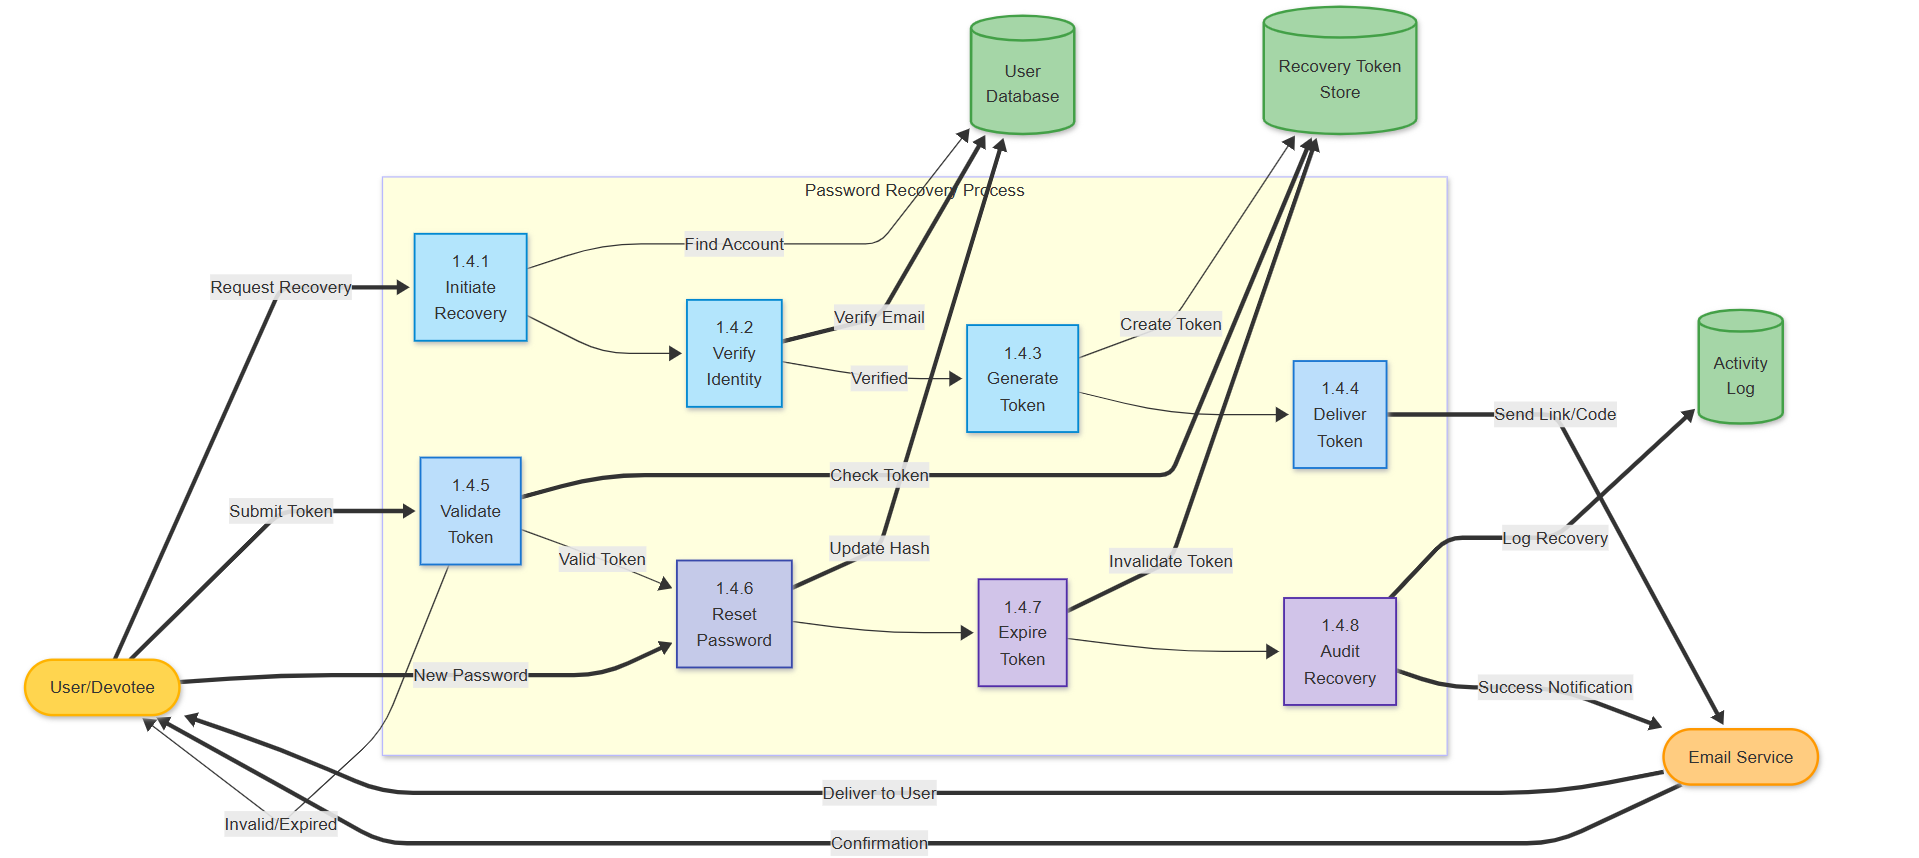 User
Database
Recovery Token
Store
Password Recovery Process
Find Account
1.4.1
Initiate
Recovery
Request Recovery
1.4.2
Verify
Identity
Verify Email
Verified
1.4.3
Generate
Token
Create Token
1.4.4
Deliver
Token
Send Link/Code
Activity
Log
Submit Token
1.4.5
Validate
Token
Check Token
Valid Token
Update Hash
Invalidate Token
Log Recovery
1.4.6
Reset
Password
1.4.7
Expire
Token
1.4.8
Audit
Recovery
User/Devotee
New Password
Success Notification
Email Service
Deliver to User
Invalid/Expired
Confirmation